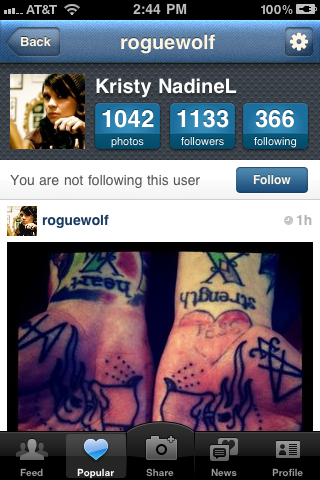 AT&T 2:44 PM 100%
Back roguewolf
Kristy NadineL
1042 1133 366
photos followers following
You are not following this user Follow
roguewolf 1h
heart strength
Feed Popular Share News Profile